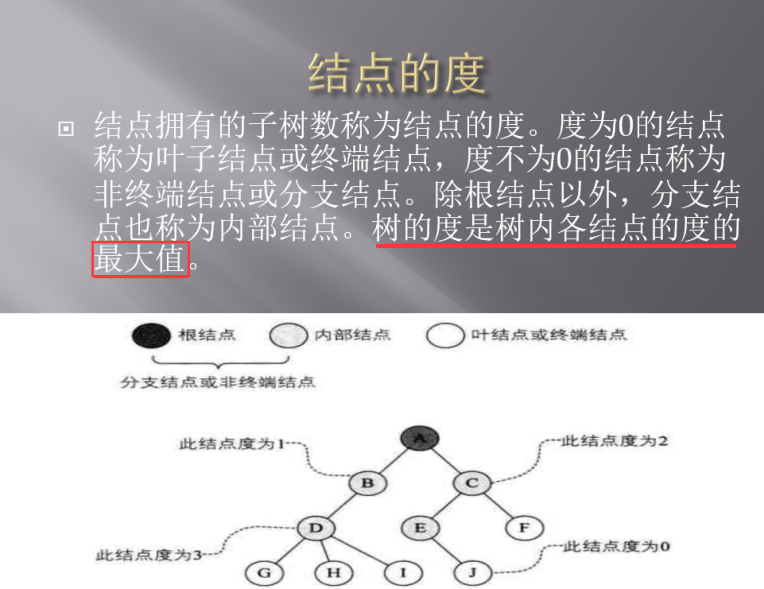 结点的度
结点拥有的子树数称为结点的度。度为0的结点
称为叶子结点或终端结点，度不为0的结点称为
非终端结点或分支结点。除根结点以外，分支结
点也称为内部结点。树的度是树内各结点的度的
最大值。
根结点 内部结点 叶结点或终端结点
分支结点或非终端结点
A
此结点度为1 此结点度为2
B C
D E F
此结点度为3 此结点度为0
G H I J